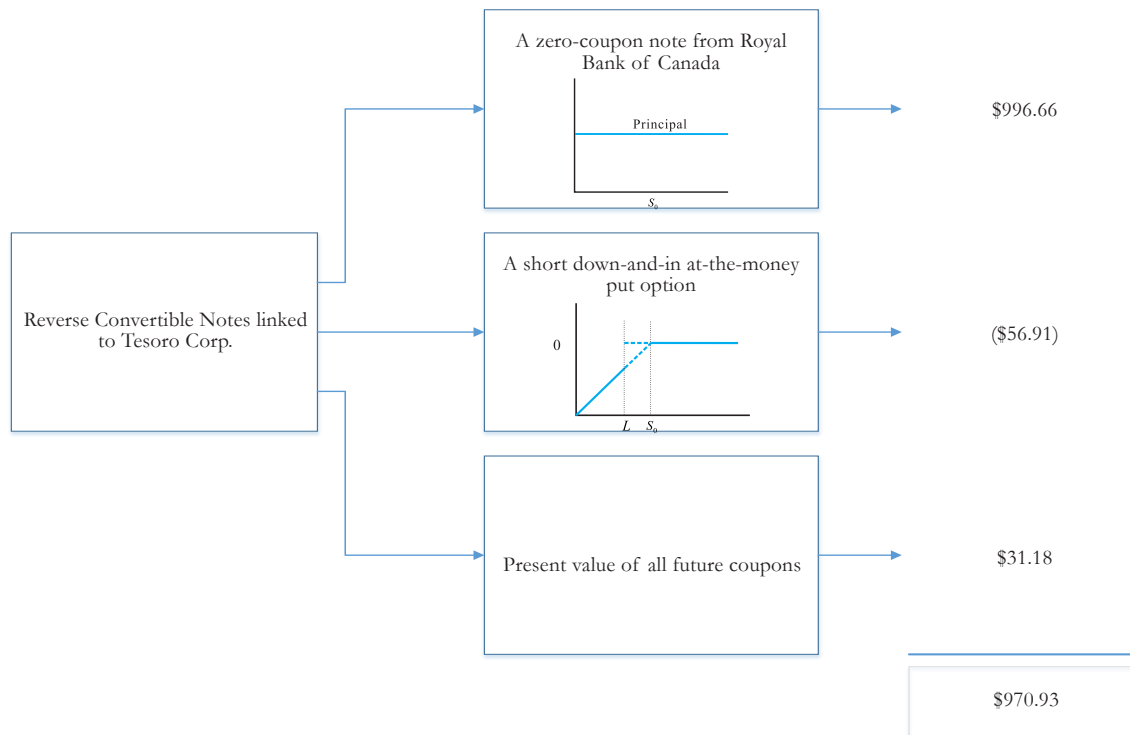 A zero-coupon note from Royal
Bank of Canada
Principal
S₀
$996.66
Reverse Convertible Notes linked
to Tesoro Corp.
A short down-and-in at-the-money
put option
0
L S₀
($56.91)
Present value of all future coupons
$31.18
$970.93